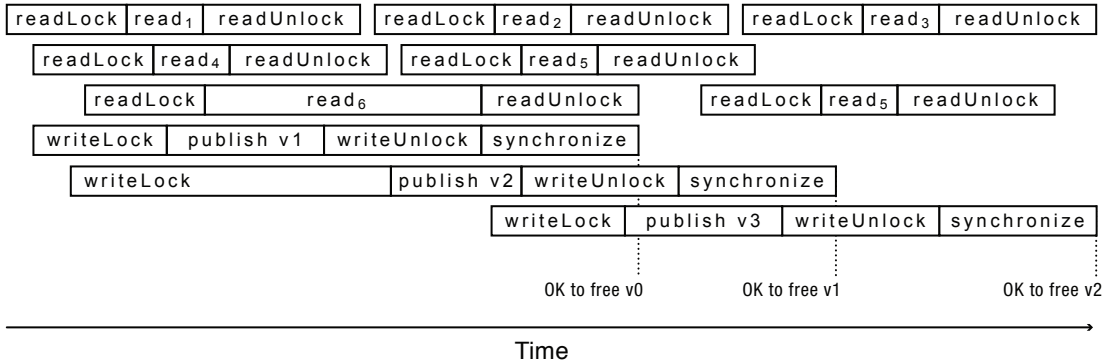 readLock read1 readUnlock readLock read2 readUnlock readLock read3 readUnlock
readLock read4 readUnlock readLock read5 readUnlock
readLock read6 readUnlock readLock read5 readUnlock
writeLock publish v1 writeUnlock synchronize
writeLock publish v2 writeUnlock synchronize
writeLock publish v3 writeUnlock synchronize
OK to free v0 OK to free v1 OK to free v2
Time